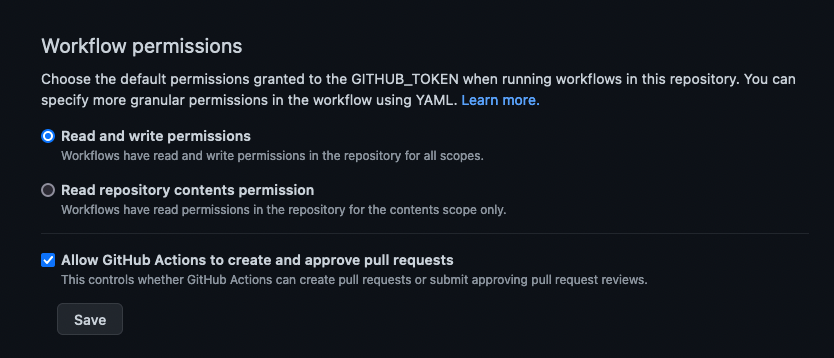 Workflow permissions
Choose the default permissions granted to the GITHUB_TOKEN when running workflows in this repository. You can
specify more granular permissions in the workflow using YAML. Learn more.
Read and write permissions
Workflows have read and write permissions in the repository for all scopes.
Read repository contents permission
Workflows have read permissions in the repository for the contents scope only.
Allow GitHub Actions to create and approve pull requests
This controls whether GitHub Actions can create pull requests or submit approving pull request reviews.
Save